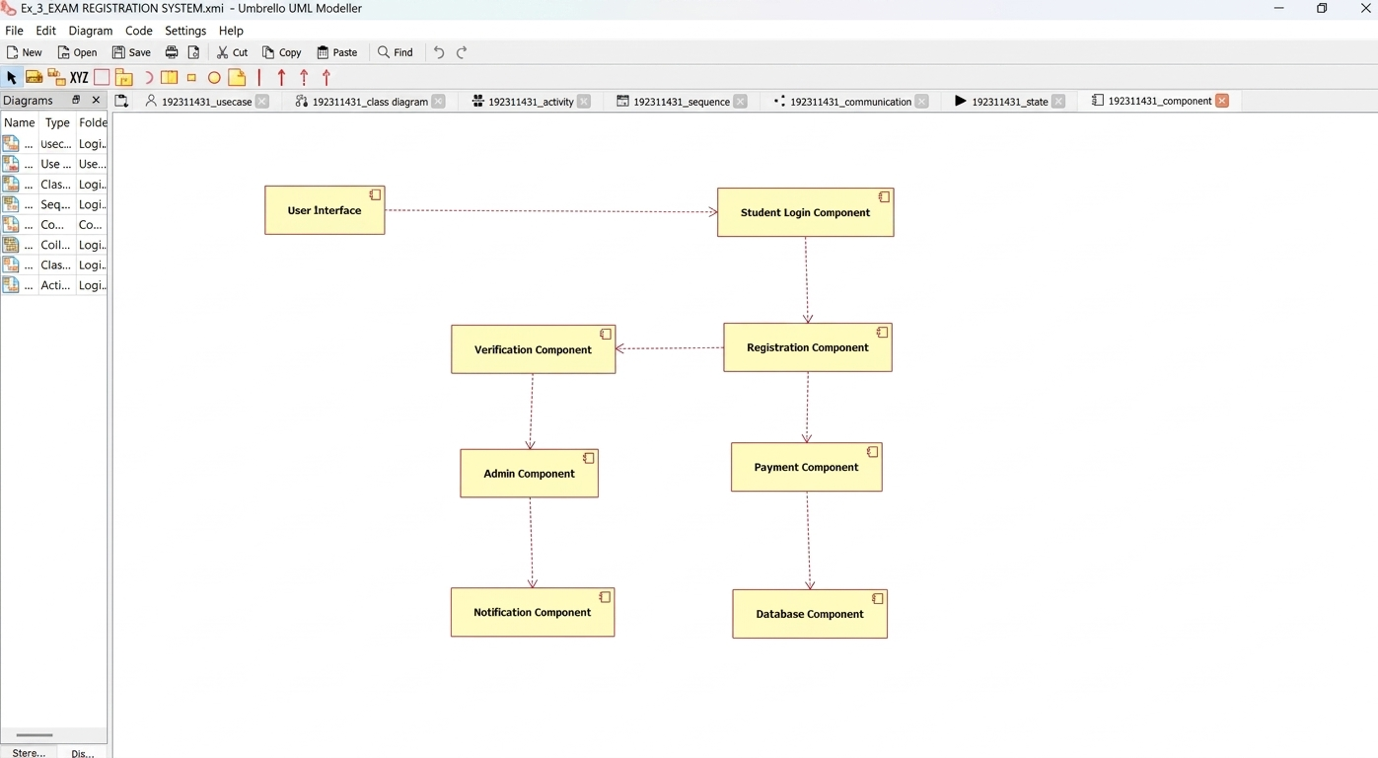 Ex_3_EXAM REGISTRATION SYSTEM.xmi - Umbrello UML Modeller
File Edit Diagram Code Settings Help
New Open Save Cut Copy Paste Find
XYZ
Diagrams 192311431_usecase 192311431_class diagram 192311431_activity 192311431_sequence 192311431_communication 192311431_state 192311431_component
Name Type Folde
... usec... Logi..
... Use ... Use...
... Clas... Logi..
... Seq... Logi..
... Co... Co...
... Coll... Logi..
... Clas... Logi..
... Acti... Logi..
User Interface
Student Login Component
Verification Component
Registration Component
Admin Component
Payment Component
Notification Component
Database Component
Stere... Dis...